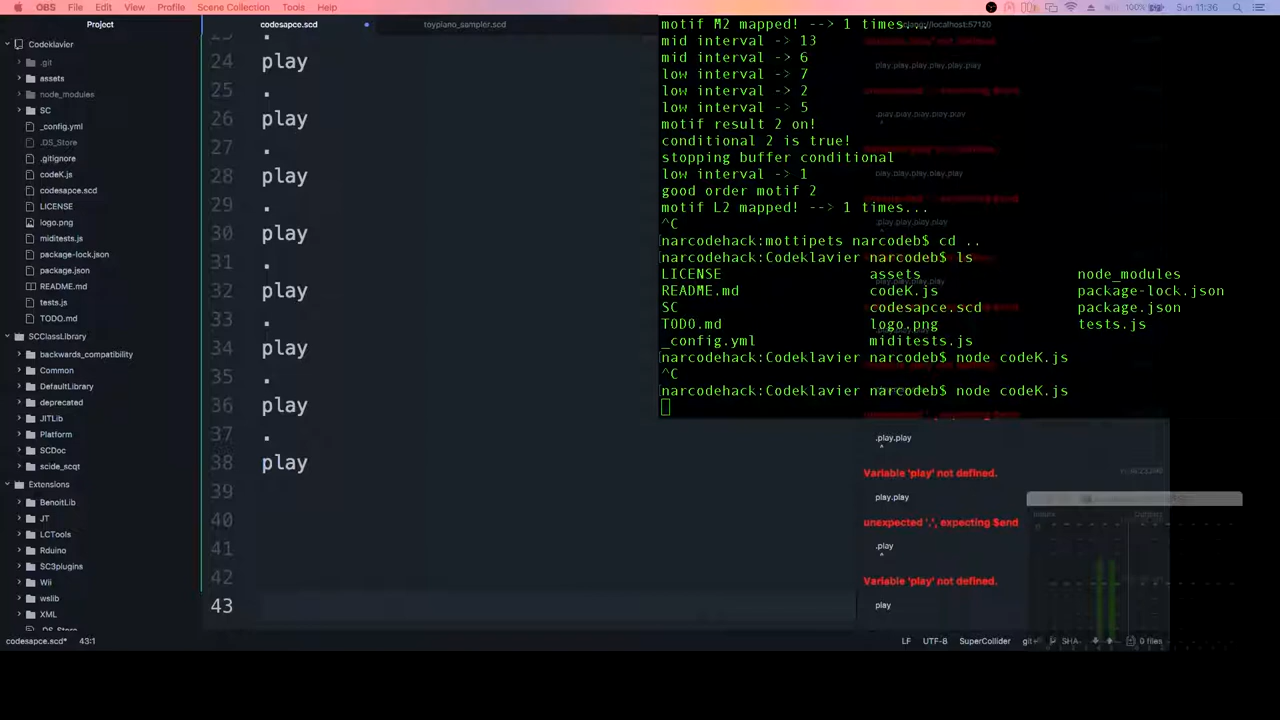 OBS File Edit View Profile Scene Collection Tools Help 100% Sun 11:36
Project
Codeklavier
.git
assets
node_modules
SC
_config.yml
.DS_Store
.gitignore
codeK.js
codesapce.scd
LICENSE
logo.png
miditests.js
package-lock.json
package.json
README.md
tests.js
TODO.md
SCClassLibrary
backwards_compatibility
Common
DefaultLibrary
deprecated
JITLib
Platform
SCDoc
scide_scqt
Extensions
BenoitLib
JT
LCTools
Rduino
SC3plugins
Wii
wslib
XML
.DS_Store
codesapce.scd toypiano_sampler.scd
.
24 play
25 .
26 play
27 .
28 play
29 .
30 play
31 .
32 play
33 .
34 play
35 .
36 play
37 .
38 play
39
40
41
42
43
motif M2 mapped! --> 1 times...
mid interval -> 13
mid interval -> 6
low interval -> 7
low interval -> 2
low interval -> 5
motif result 2 on!
conditional 2 is true!
stopping buffer conditional
low interval -> 1
good order motif 2
motif L2 mapped! --> 1 times...
^C
narcodehack:mottipets narcodeb$ cd ..
narcodehack:Codeklavier narcodeb$ ls
LICENSE assets node_modules
README.md codeK.js package-lock.json
SC codesapce.scd package.json
TODO.md logo.png tests.js
_config.yml miditests.js
narcodehack:Codeklavier narcodeb$ node codeK.js
^C
narcodehack:Codeklavier narcodeb$ node codeK.js
.play.play
^
Variable 'play' not defined.
play.play
unexpected '.', expecting $end
.play
^
Variable 'play' not defined.
play
codesapce.scd* 43:1 LF UTF-8 SuperCollider git+ SHA- 0 files